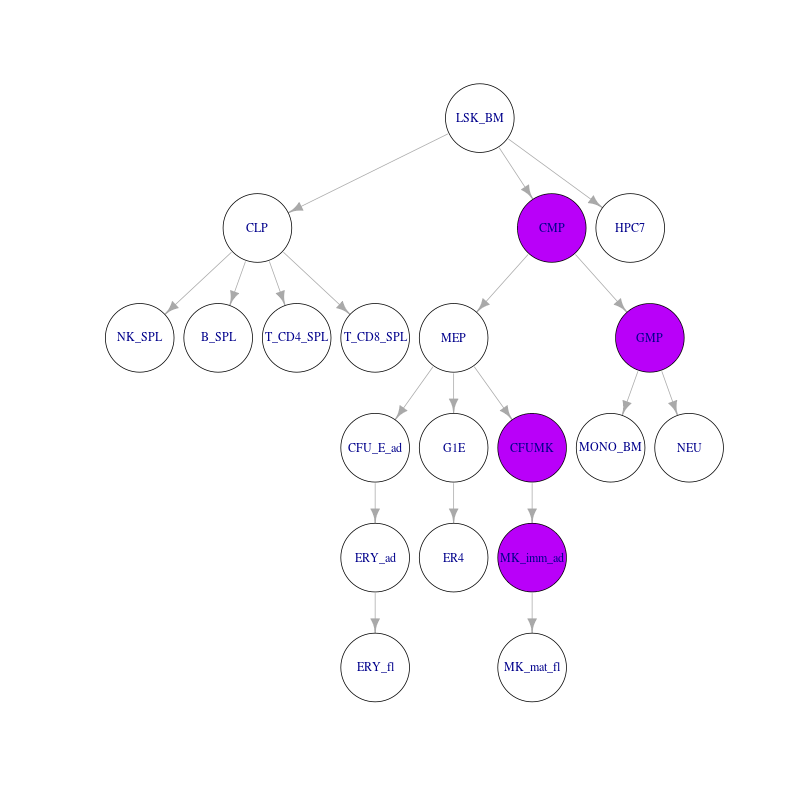 LSK_BM
CLP
CMP
HPC7
NK_SPL
B_SPL
T_CD4_SPL
T_CD8_SPL
MEP
GMP
CFU_E_ad
G1E
CFUMK
MONO_BM
NEU
ERY_ad
ER4
MK_imm_ad
ERY_fl
MK_mat_fl